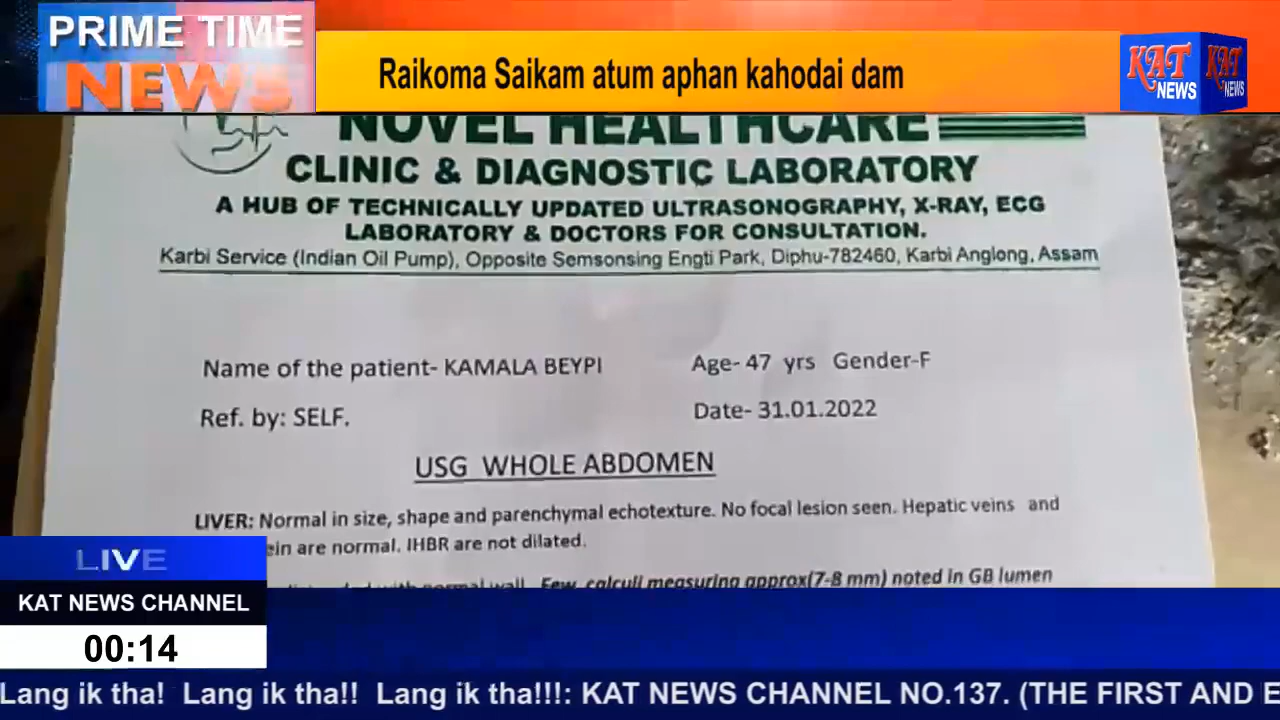 PRIME TIME
NEWS
Raikoma Saikam atum aphan kahodai dam
KAT
NEWS
KAT
NEWS
NOVEL HEALTHCARE
CLINIC & DIAGNOSTIC LABORATORY
A HUB OF TECHNICALLY UPDATED ULTRASONOGRAPHY, X-RAY, ECG
LABORATORY & DOCTORS FOR CONSULTATION.
Karbi Service (Indian Oil Pump), Opposite Semsonsing Engti Park, Diphu-782460, Karbi Anglong, Assam
Name of the patient- KAMALA BEYPI Age- 47 yrs Gender-F
Ref. by: SELF. Date- 31.01.2022
USG WHOLE ABDOMEN
LIVER: Normal in size, shape and parenchymal echotexture. No focal lesion seen. Hepatic veins and
are normal. IHBR are not dilated.
with normal wall. Few calculi measuring approx(7-8 mm) noted in GB lumen
LIVE
KAT NEWS CHANNEL
00:14
Lang ik tha! Lang ik tha!! Lang ik tha!!!: KAT NEWS CHANNEL NO.137. (THE FIRST AND E